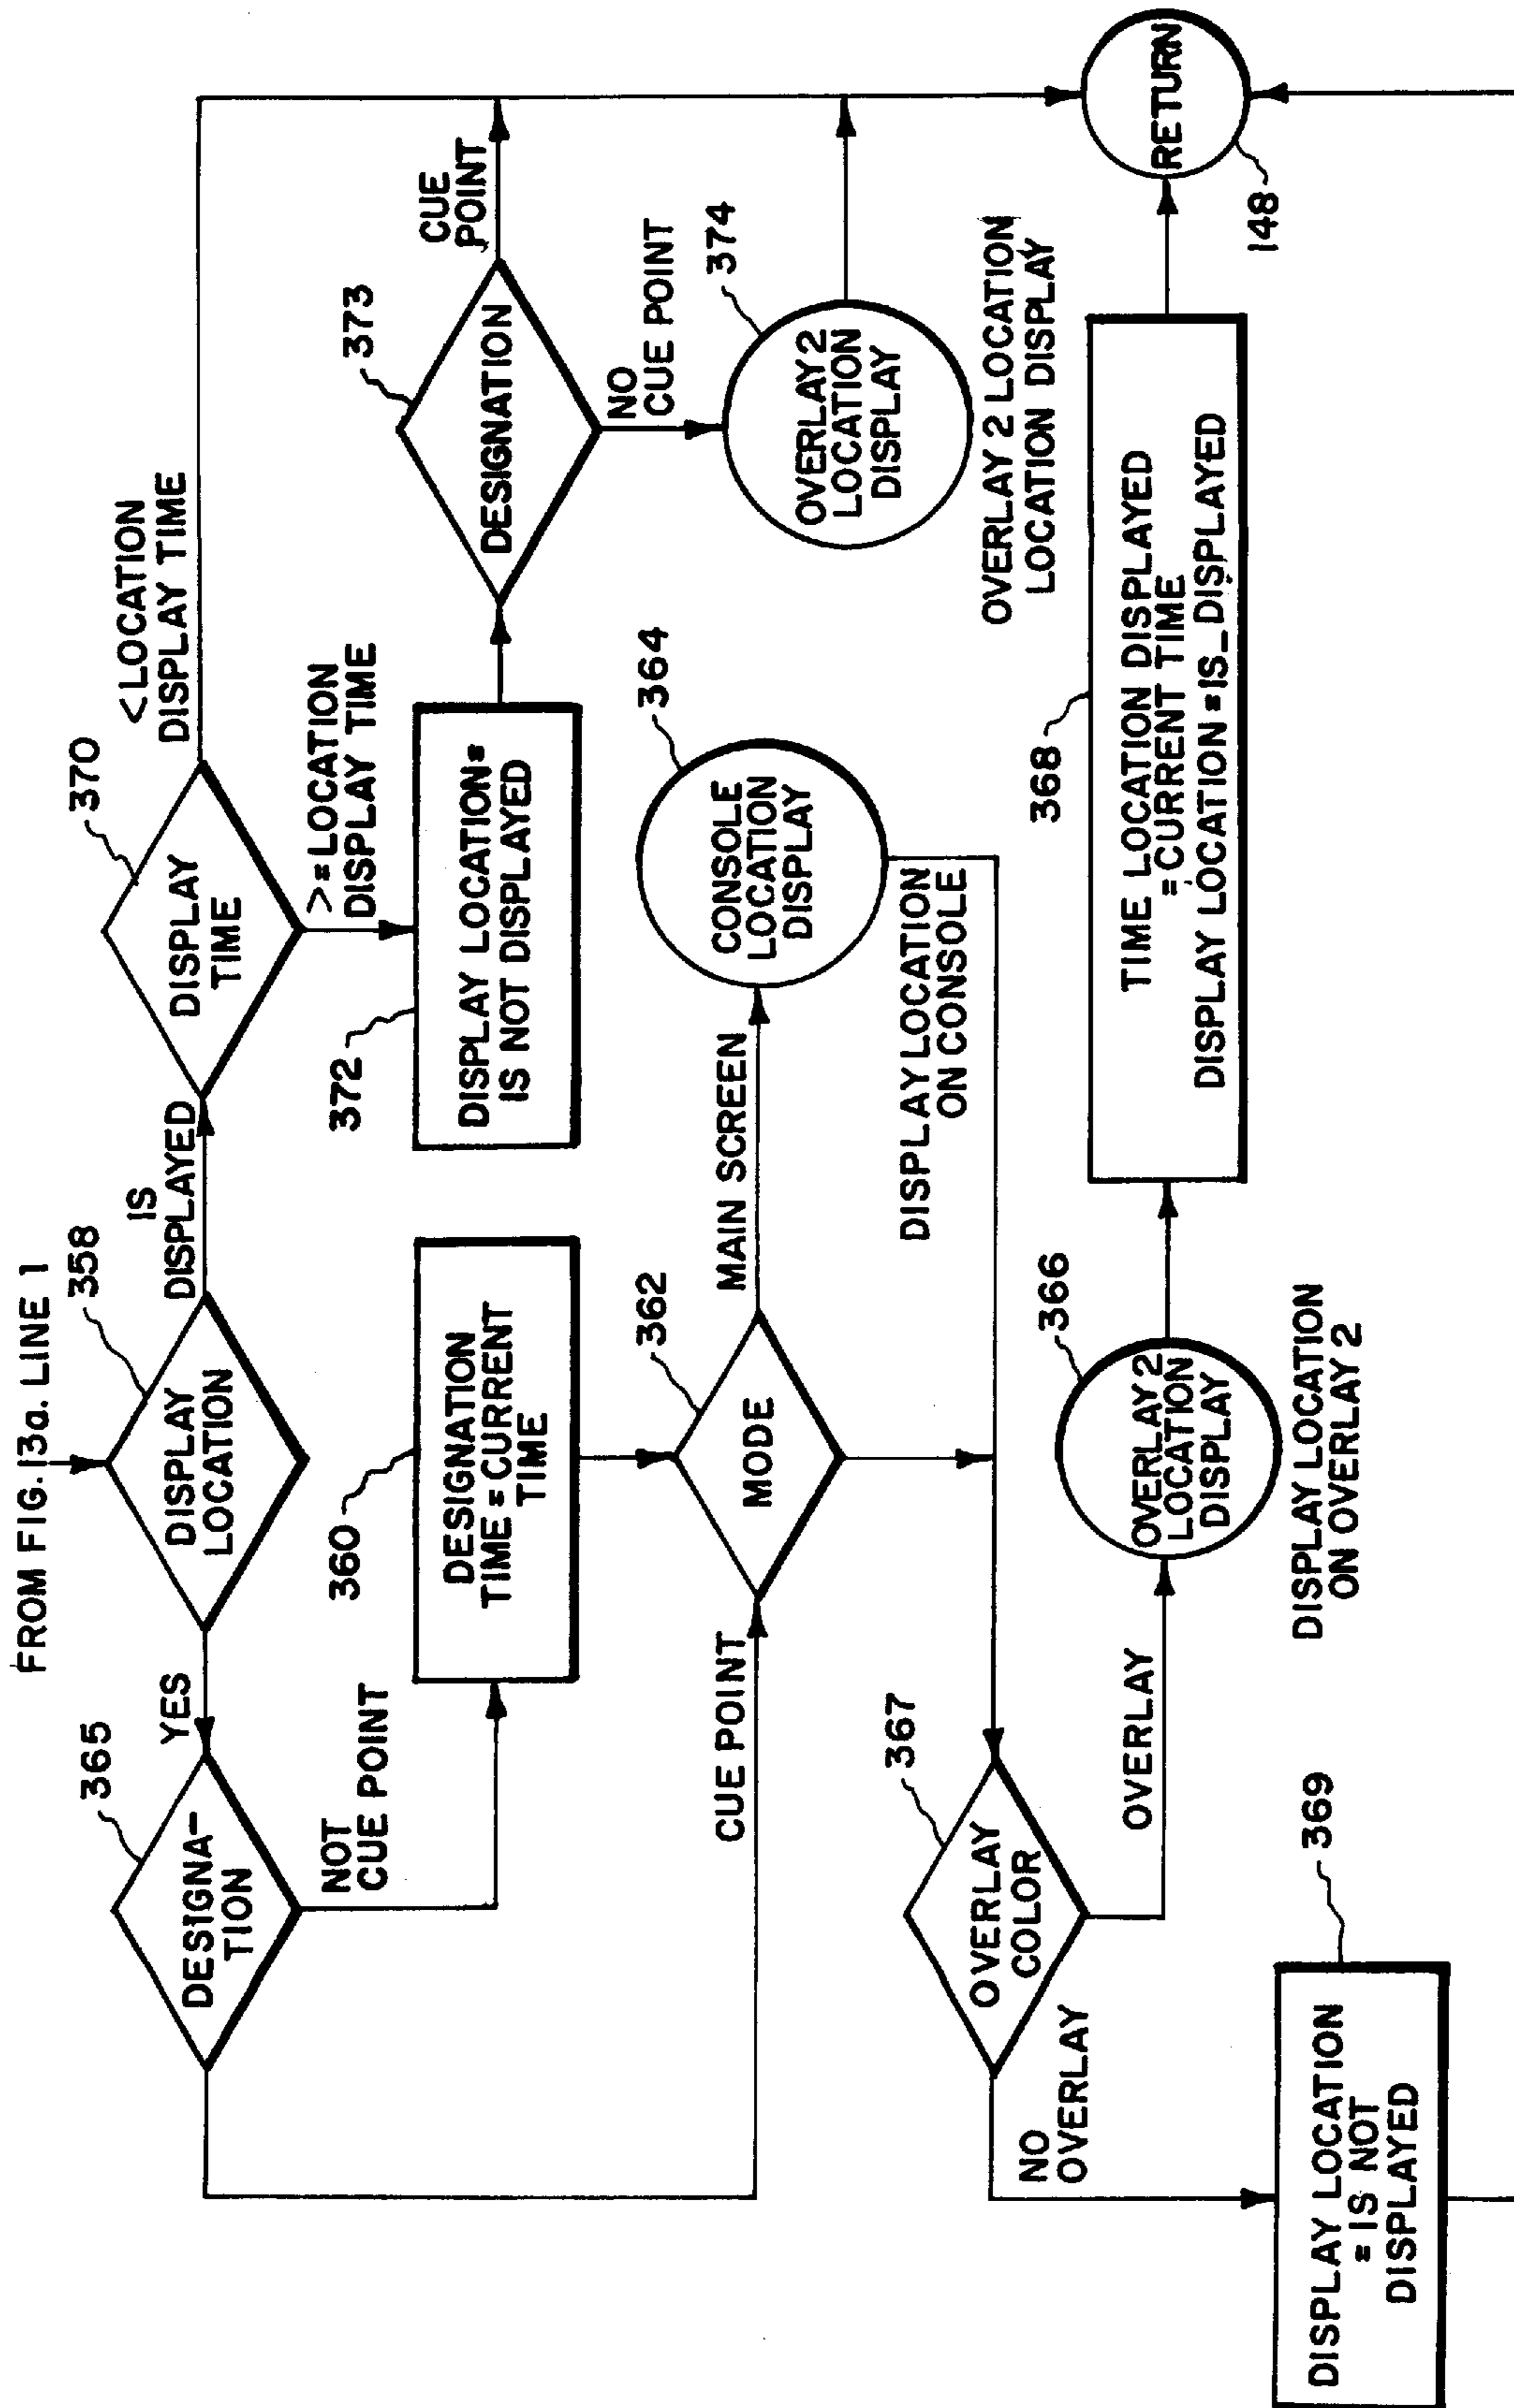 FROM FIG. 13a. LINE 1
365
DESIGNA-
TION
YES
358
DISPLAY
LOCATION
IS
DISPLAYED
370
DISPLAY
TIME
<LOCATION
DISPLAY TIME
NOT
CUE POINT
360
DESIGNATION
TIME = CURRENT
TIME
372
DISPLAY LOCATION=
IS NOT DISPLAYED
>=LOCATION
DISPLAY TIME
373
DESIGNATION
CUE
POINT
NO
CUE POINT
374
OVERLAY 2
LOCATION
DISPLAY
OVERLAY 2 LOCATION
LOCATION DISPLAY
CUE POINT
362
MODE
MAIN SCREEN
364
CONSOLE
LOCATION
DISPLAY
DISPLAY LOCATION
ON CONSOLE
367
OVERLAY
COLOR
NO
OVERLAY
OVERLAY
366
OVERLAY 2
LOCATION
DISPLAY
DISPLAY LOCATION
ON OVERLAY 2
368
TIME LOCATION DISPLAYED
= CURRENT TIME
DISPLAY LOCATION = IS_DISPLAYED
RETURN
148
369
DISPLAY LOCATION
= IS NOT
DISPLAYED